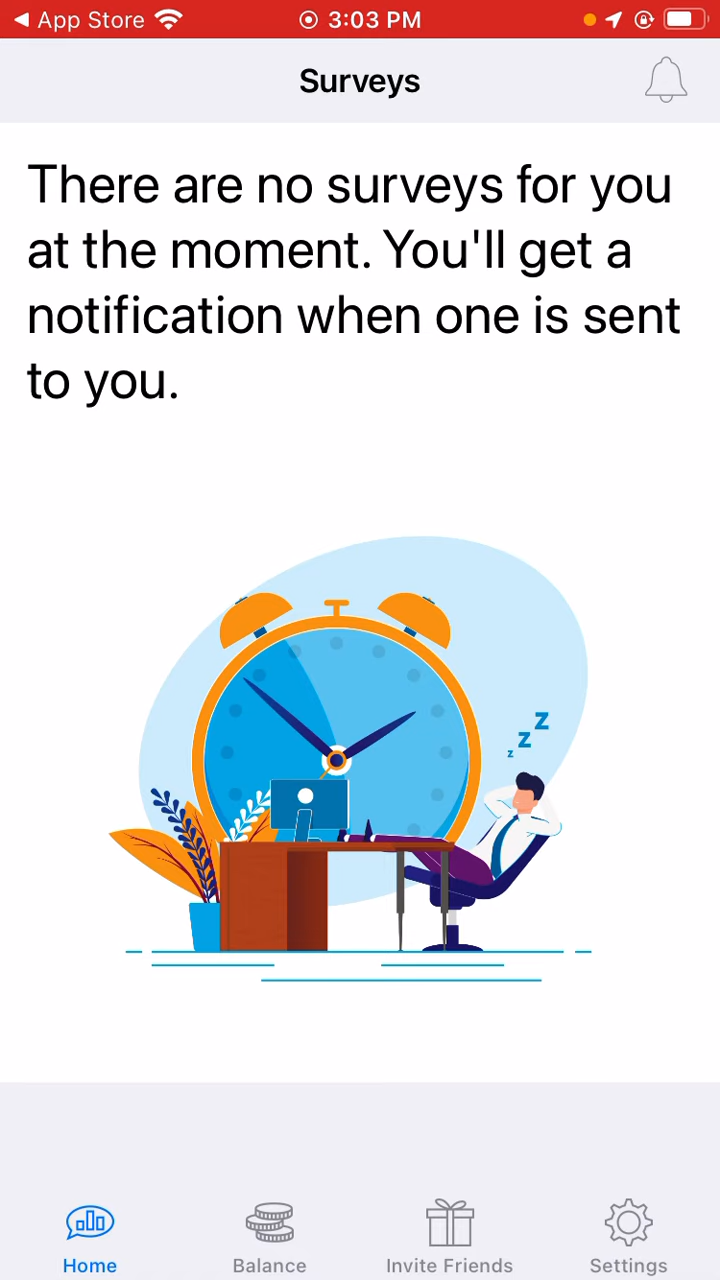 App Store 3:03 PM
Surveys
There are no surveys for you
at the moment. You'll get a
notification when one is sent
to you.
z z z
Home Balance Invite Friends Settings